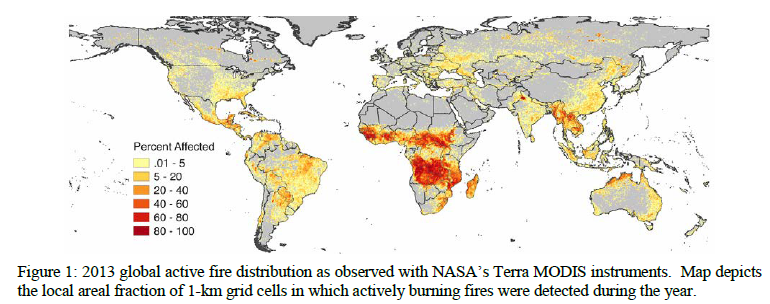 Percent Affected
.01 - 5
5 - 20
20 - 40
40 - 60
60 - 80
80 - 100
Figure 1: 2013 global active fire distribution as observed with NASA's Terra MODIS instruments.  Map depicts
the local areal fraction of 1-km grid cells in which actively burning fires were detected during the year.